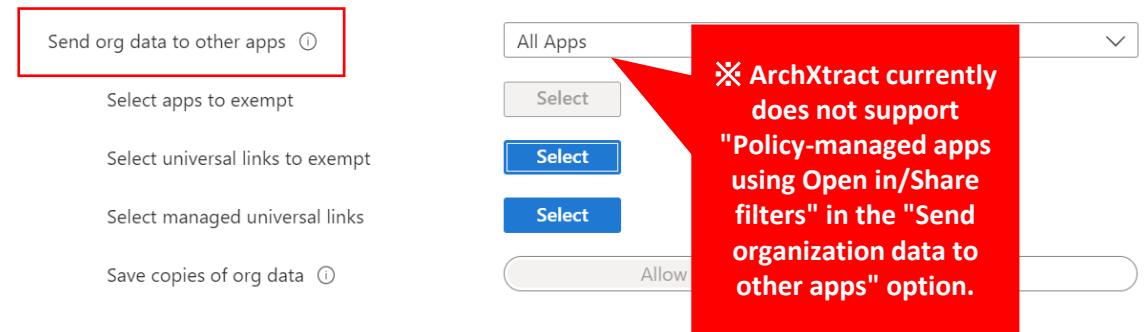 Send org data to other apps ⓘ
All Apps
Select apps to exempt
Select
Select universal links to exempt
Select
Select managed universal links
Select
Save copies of org data ⓘ
Allow
※ ArchXtract currently
does not support
"Policy-managed apps
using Open in/Share
filters" in the "Send
organization data to
other apps" option.